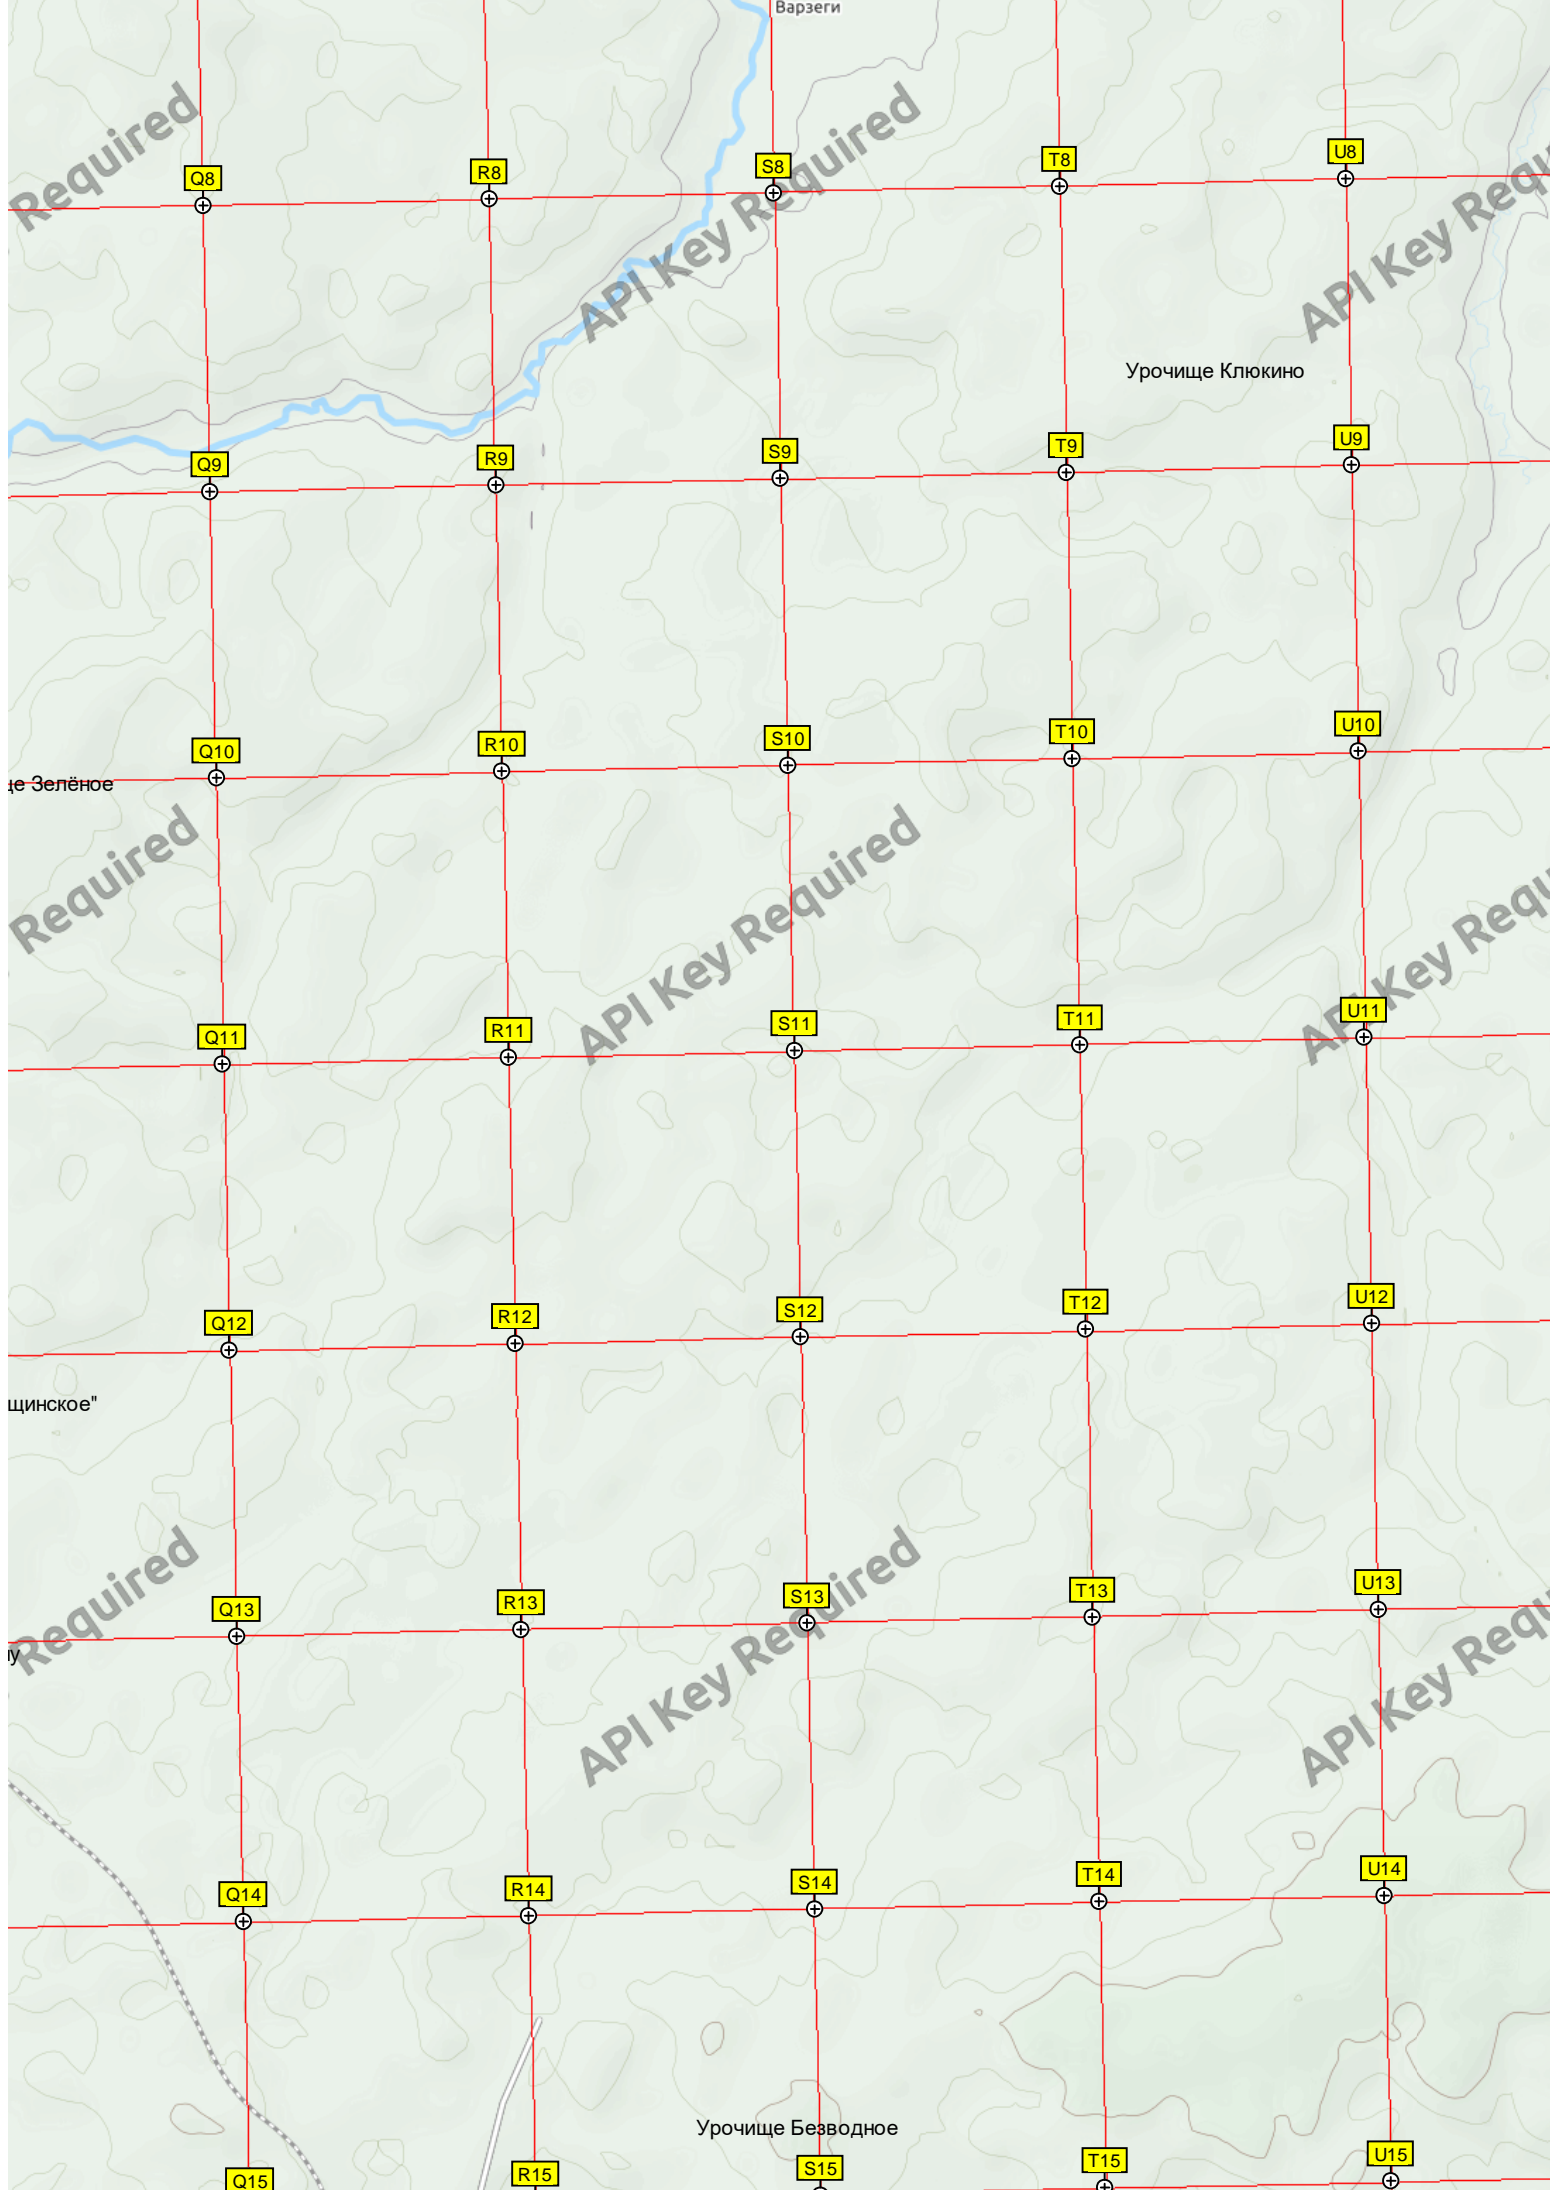 Варзеги
Required
API Key Required
API Key Requ
Q8
R8
S8
T8
U8
Урочище Клюкино
Q9
R9
S9
T9
U9
Q10
R10
S10
T10
U10
ще Зелёное
Required
API Key Required
API Key Requ
Q11
R11
S11
T11
U11
Q12
R12
S12
T12
U12
щинское"
Required
API Key Required
API Key Requ
Q13
R13
S13
T13
U13
Q14
R14
S14
T14
U14
Урочище Безводное
Q15
R15
S15
T15
U15